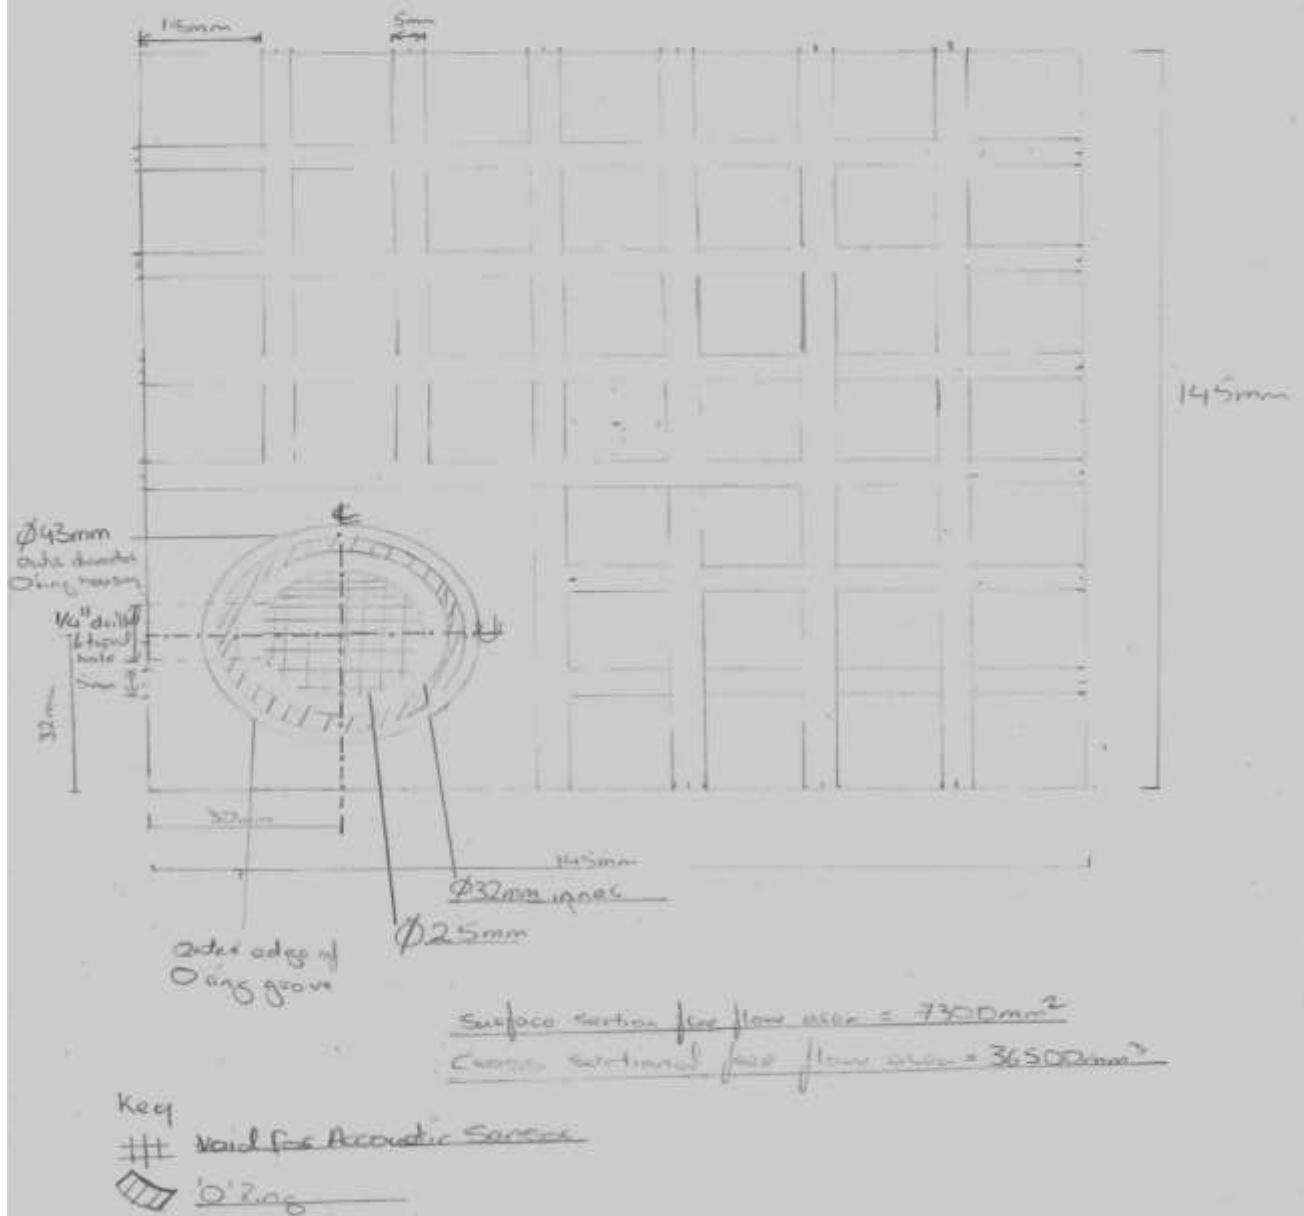 15mm
5mm
145mm
Ø43mm
outer diameter
O'ring housing
1/4" drill
& tapped
hole
5mm
32mm
30mm
145mm
Ø32mm inner
Ø25mm
Outer edge of
O ring groove
Surface section free flow area = 7300mm²
Cross sectional free flow area = 36500mm³
Key
Void for Accoustic Sensor
'O' Ring